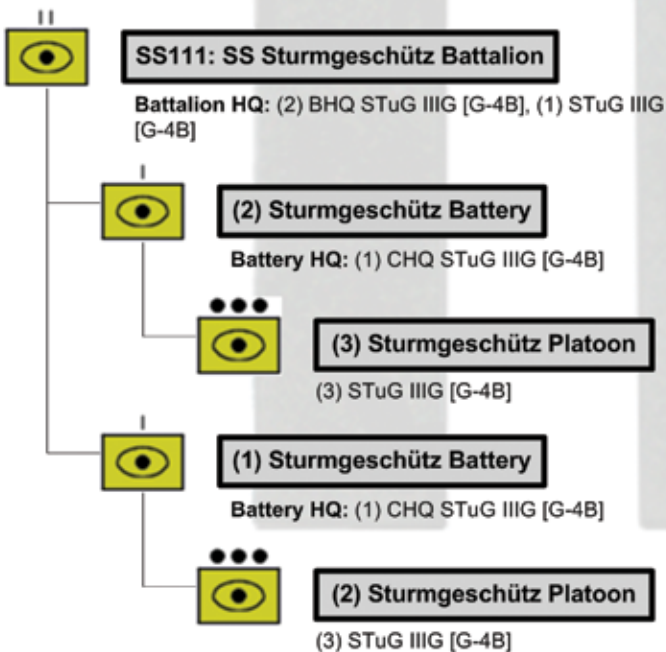 SS111: SS Sturmgeschütz Battalion
Battalion HQ: (2) BHQ STuG IIIG [G-4B], (1) STuG IIIG
[G-4B]
(2) Sturmgeschütz Battery
Battery HQ: (1) CHQ STuG IIIG [G-4B]
(3) Sturmgeschütz Platoon
(3) STuG IIIG [G-4B]
(1) Sturmgeschütz Battery
Battery HQ: (1) CHQ STuG IIIG [G-4B]
(2) Sturmgeschütz Platoon
(3) STuG IIIG [G-4B]